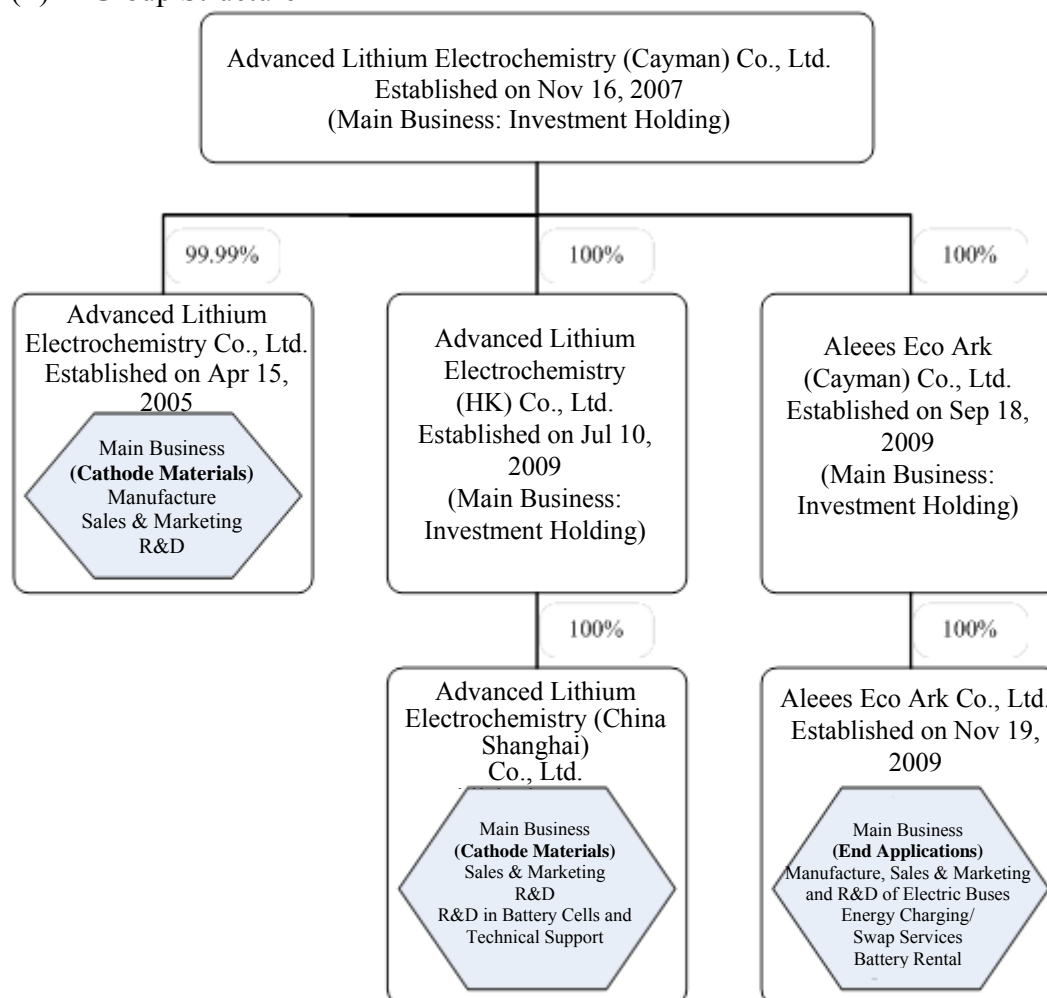 Advanced Lithium Electrochemistry (Cayman) Co., Ltd.
Established on Nov 16, 2007
(Main Business: Investment Holding)
99.99%
100%
100%
Advanced Lithium
Electrochemistry Co., Ltd.
Established on Apr 15,
2005
Main Business
(Cathode Materials)
Manufacture
Sales & Marketing
R&D
Advanced Lithium
Electrochemistry
(HK) Co., Ltd.
Established on Jul 10,
2009
(Main Business:
Investment Holding)
Aleees Eco Ark
(Cayman) Co., Ltd.
Established on Sep 18,
2009
(Main Business:
Investment Holding)
100%
100%
Advanced Lithium
Electrochemistry (China
Shanghai)
Co., Ltd.
Main Business
(Cathode Materials)
Sales & Marketing
R&D
R&D in Battery Cells and
Technical Support
Aleees Eco Ark Co., Ltd.
Established on Nov 19,
2009
Main Business
(End Applications)
Manufacture, Sales & Marketing
and R&D of Electric Buses
Energy Charging/
Swap Services
Battery Rental